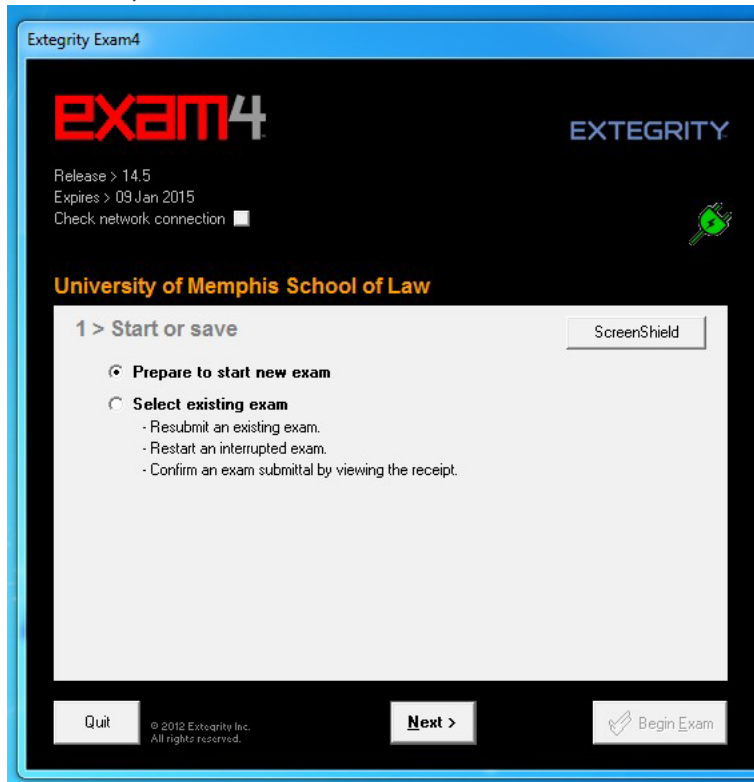 Extegrity Exam4
exam4
EXTEGRITY
Release > 14.5
Expires > 09 Jan 2015
Check network connection
University of Memphis School of Law
1 > Start or save
ScreenShield
Prepare to start new exam
Select existing exam
- Resubmit an existing exam.
- Restart an interrupted exam.
- Confirm an exam submittal by viewing the receipt.
Quit
© 2012 Extegrity Inc.
All rights reserved.
Next >
Begin Exam